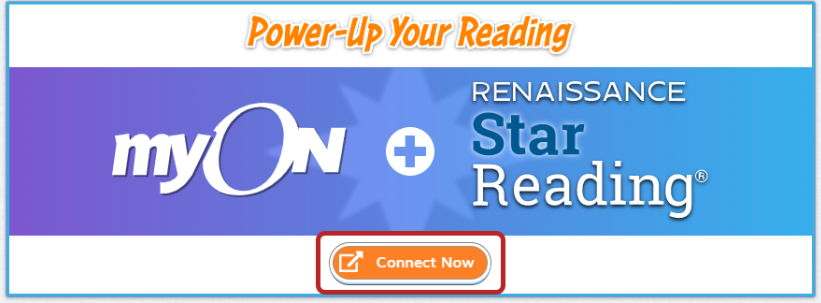 Power-Up Your Reading
RENAISSANCE
myON + Star
Reading®
Connect Now